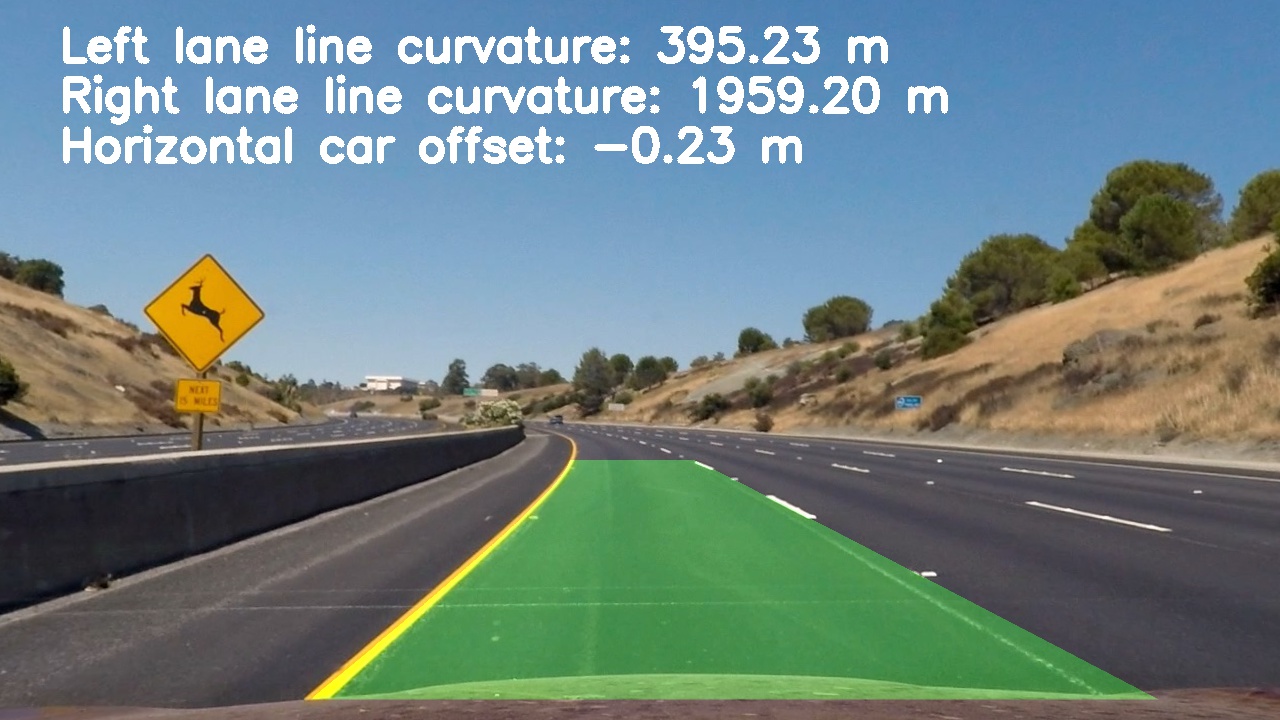 Left lane line curvature: 395.23 m
Right lane line curvature: 1959.20 m
Horizontal car offset: −0.23 m
NEXT
15 MILES